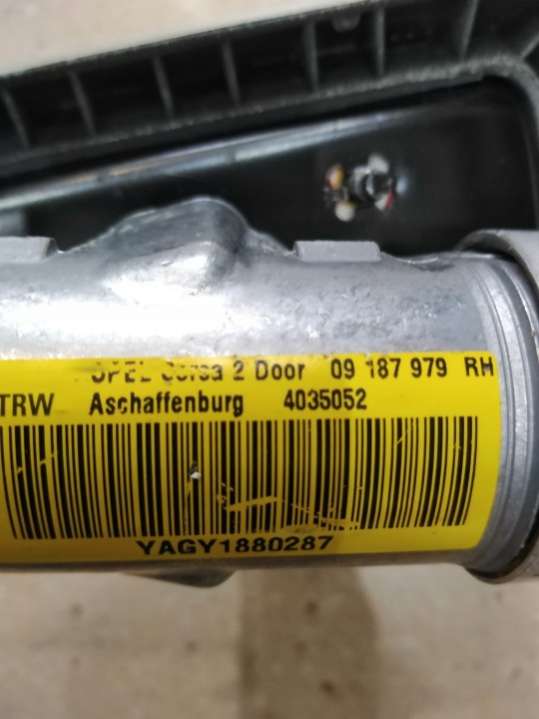 OPEL Corsa 2 Door 09 187 979 RH
TRW Aschaffenburg 4035052
YAGY1880287